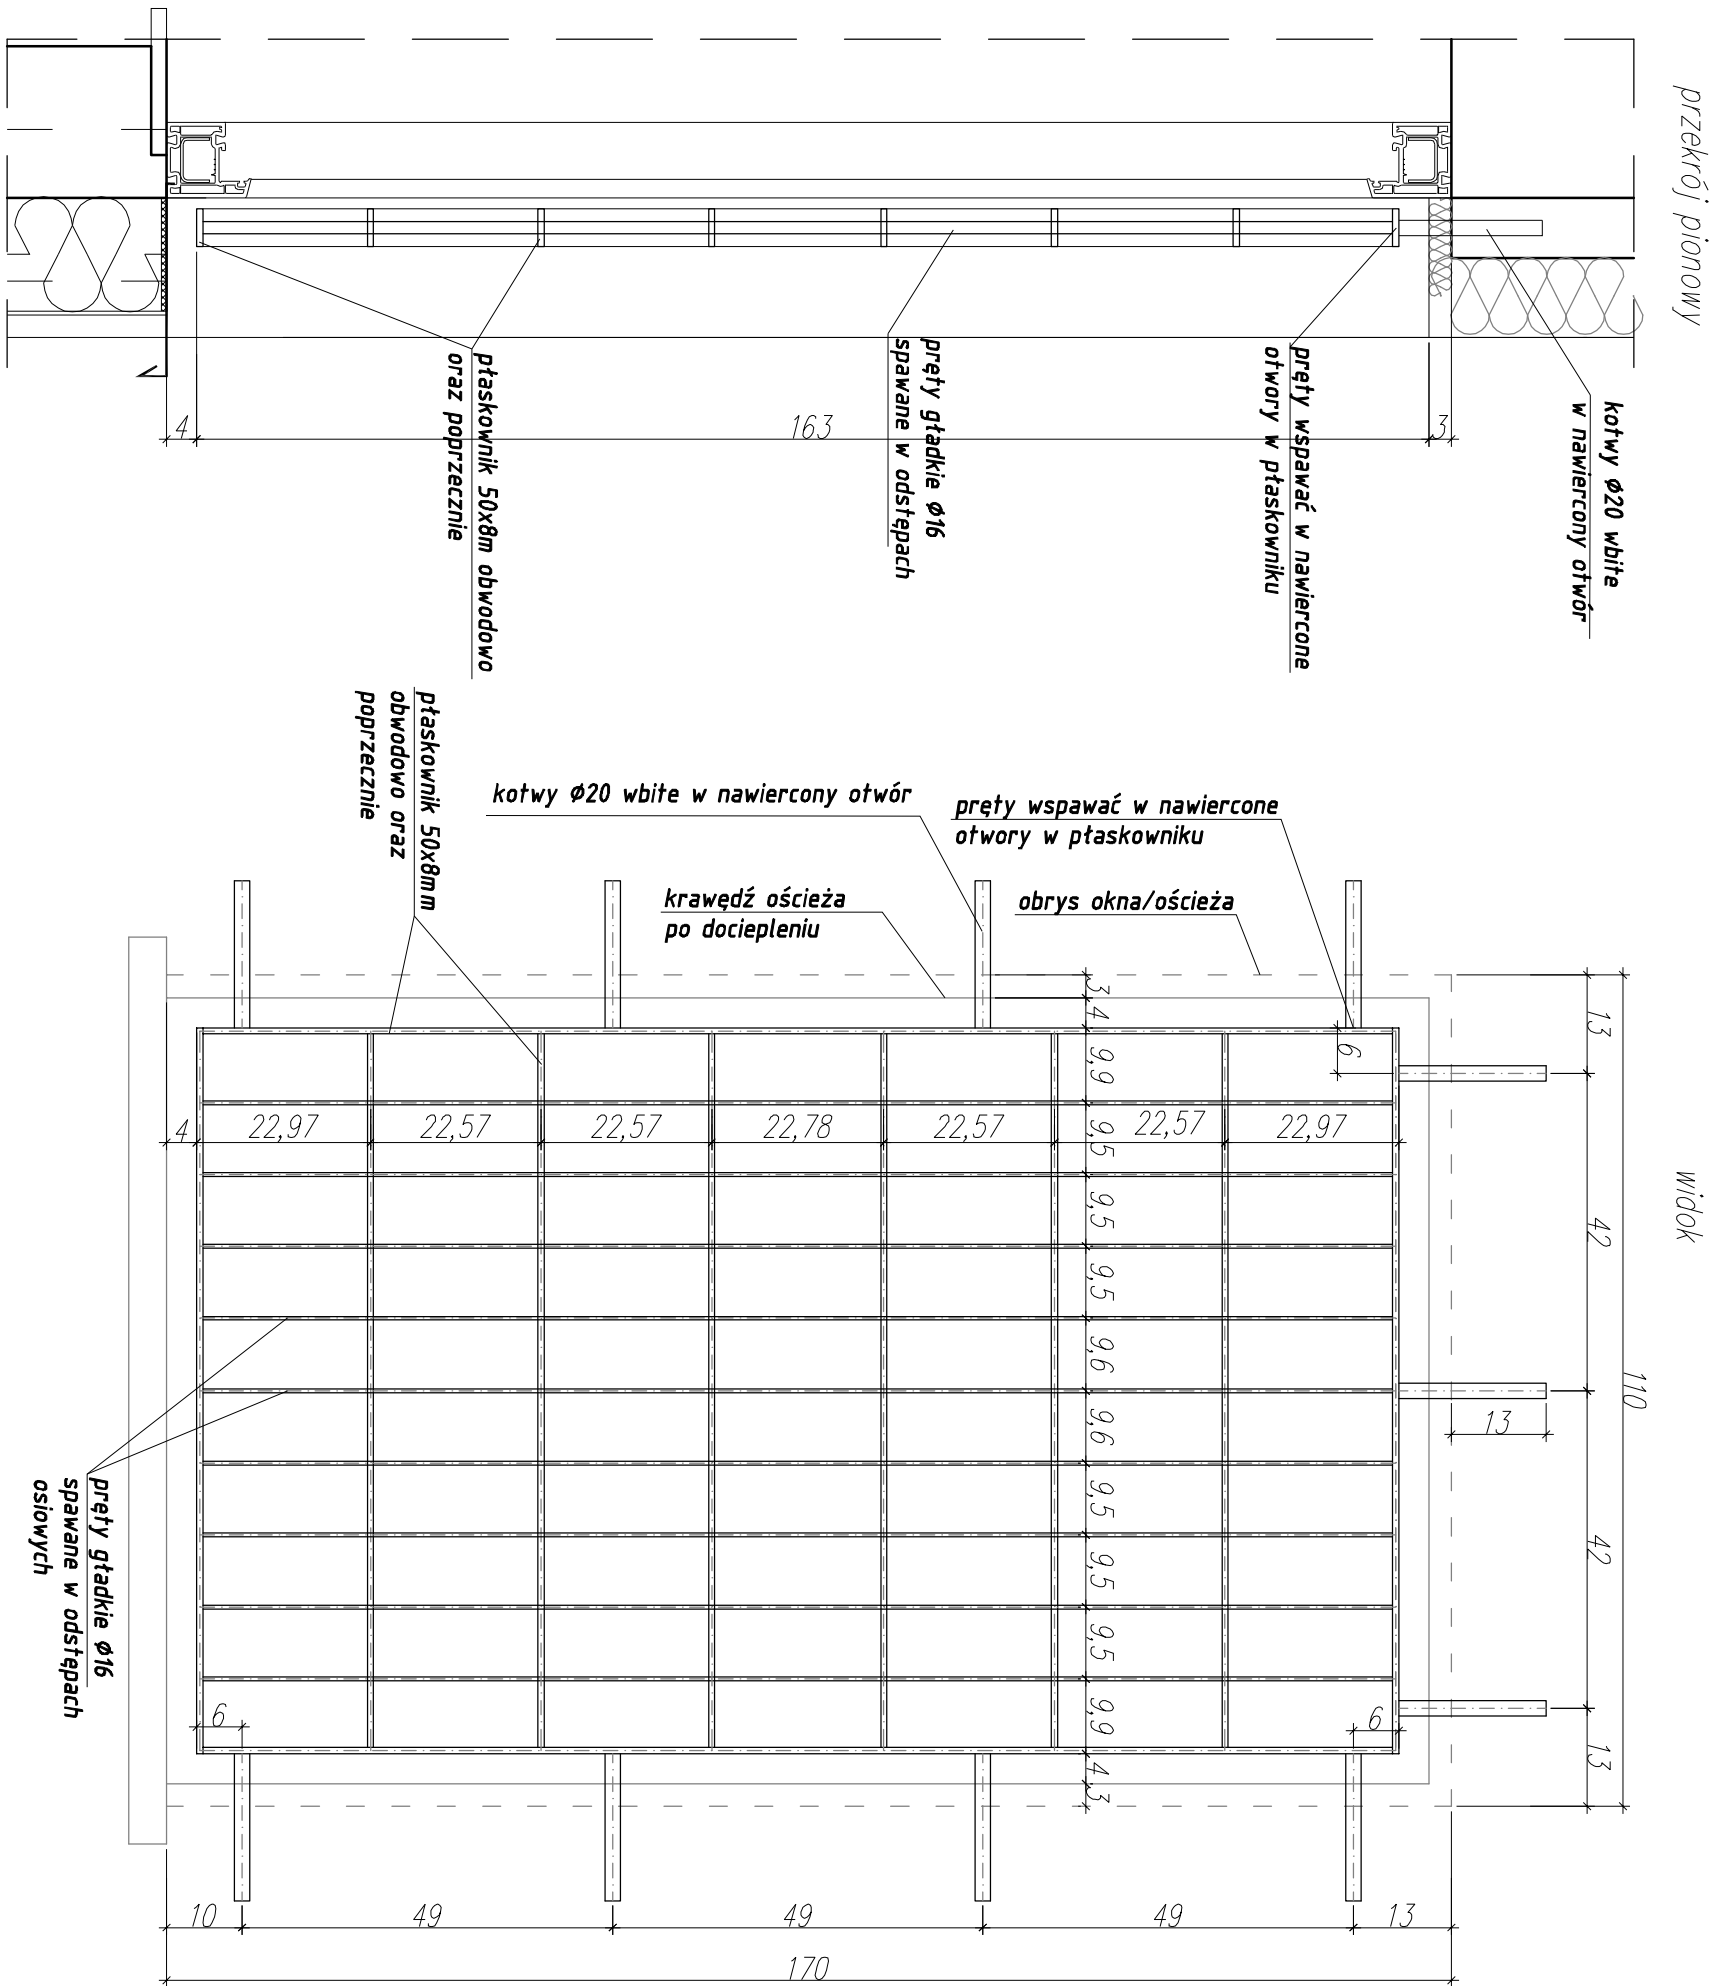 przekrój pionowy
4
163
3
kotwy ϕ20 wbite
w nawiercony otwór
pręty wspawać w nawiercone
otwory w płaskowniku
pręty gładkie ϕ16
spawane w odstępach
płaskownik 50x8m obwodowo
oraz poprzecznie
widok
płaskownik 50x8mm
obwodowo oraz
poprzecznie
kotwy ϕ20 wbite w nawiercony otwór
pręty wspawać w nawiercone
otwory w płaskowniku
krawędź ościeża
po dociepleniu
obrys okna/ościeża
3
4
9,9
9,5
9,5
9,5
9,6
9,6
9,5
9,5
9,5
9,9
4
3
4
22,97
22,57
22,57
22,78
22,57
22,57
22,97
6
6
6
13
42
42
13
110
13
pręty gładkie ϕ16
spawane w odstępach
osiowych
10
49
49
49
13
170